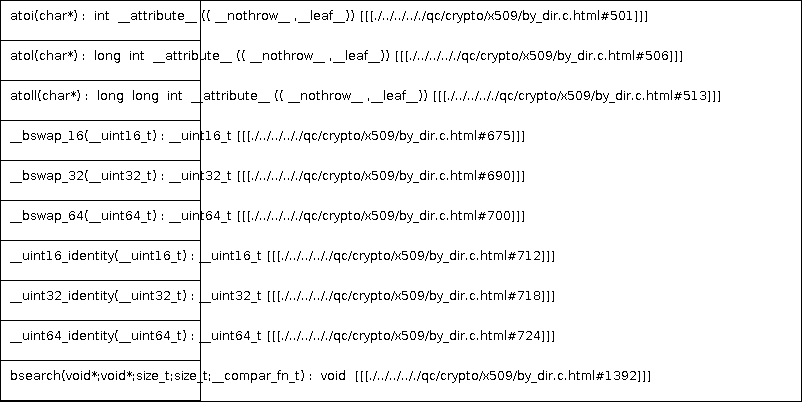 atoi(char*) : int __attribute__ (( __nothrow__ ,__leaf__)) [[[./../../../qc/crypto/x509/by_dir.c.html#501]]]
atol(char*) : long int __attribute__ (( __nothrow__ ,__leaf__)) [[[./../../../qc/crypto/x509/by_dir.c.html#506]]]
atoll(char*) : long long int __attribute__ (( __nothrow__ ,__leaf__)) [[[./../../../qc/crypto/x509/by_dir.c.html#513]]]
__bswap_16(__uint16_t) : __uint16_t [[[./../../../qc/crypto/x509/by_dir.c.html#675]]]
__bswap_32(__uint32_t) : __uint32_t [[[./../../../qc/crypto/x509/by_dir.c.html#690]]]
__bswap_64(__uint64_t) : __uint64_t [[[./../../../qc/crypto/x509/by_dir.c.html#700]]]
__uint16_identity(__uint16_t) : __uint16_t [[[./../../../qc/crypto/x509/by_dir.c.html#712]]]
__uint32_identity(__uint32_t) : __uint32_t [[[./../../../qc/crypto/x509/by_dir.c.html#718]]]
__uint64_identity(__uint64_t) : __uint64_t [[[./../../../qc/crypto/x509/by_dir.c.html#724]]]
bsearch(void*;void*;size_t;size_t;__compar_fn_t) : void [[[./../../../qc/crypto/x509/by_dir.c.html#1392]]]